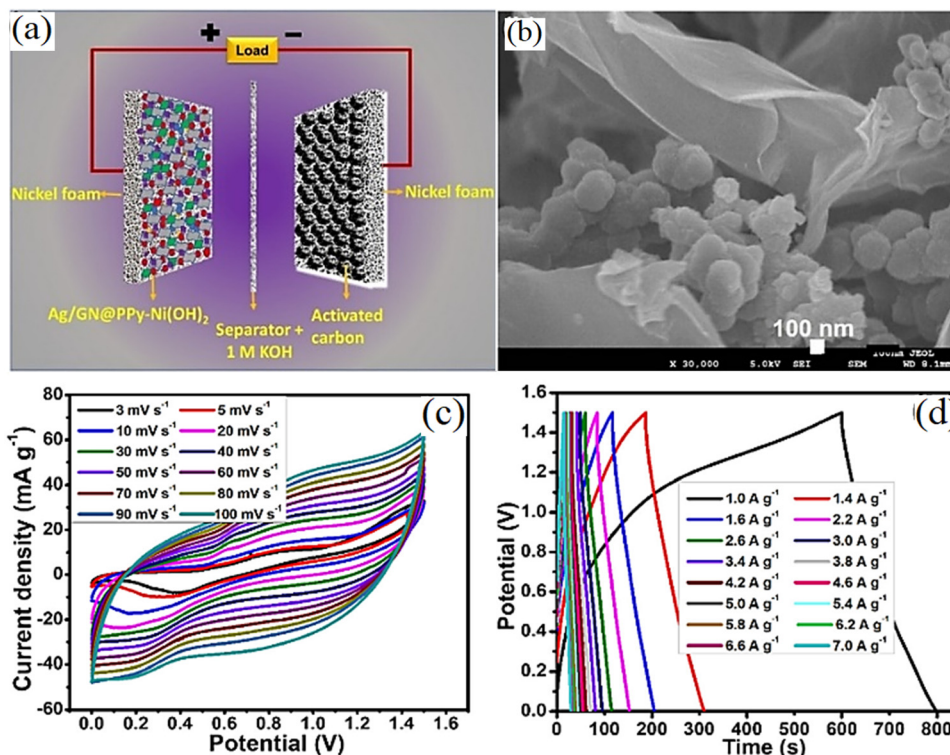 (a)
+ Load −
Nickel foam
Nickel foam
Ag/GN@PPy-Ni(OH)₂
Separator +
1 M KOH
Activated
carbon
(b)
100 nm
100nm JEOL
X 30,000 5.0kV SEI SEM WD 8.1mm
(c)
Current density (mA g⁻¹)
80
60
40
20
0
-20
-40
-60
3 mV s⁻¹ 5 mV s⁻¹
10 mV s⁻¹ 20 mV s⁻¹
30 mV s⁻¹ 40 mV s⁻¹
50 mV s⁻¹ 60 mV s⁻¹
70 mV s⁻¹ 80 mV s⁻¹
90 mV s⁻¹ 100 mV s⁻¹
0.0 0.2 0.4 0.6 0.8 1.0 1.2 1.4 1.6
Potential (V)
(d)
Potential (V)
1.6
1.4
1.2
1.0
0.8
0.6
0.4
0.2
0.0
1.0 A g⁻¹ 1.4 A g⁻¹
1.6 A g⁻¹ 2.2 A g⁻¹
2.6 A g⁻¹ 3.0 A g⁻¹
3.4 A g⁻¹ 3.8 A g⁻¹
4.2 A g⁻¹ 4.6 A g⁻¹
5.0 A g⁻¹ 5.4 A g⁻¹
5.8 A g⁻¹ 6.2 A g⁻¹
6.6 A g⁻¹ 7.0 A g⁻¹
0 100 200 300 400 500 600 700 800
Time (s)